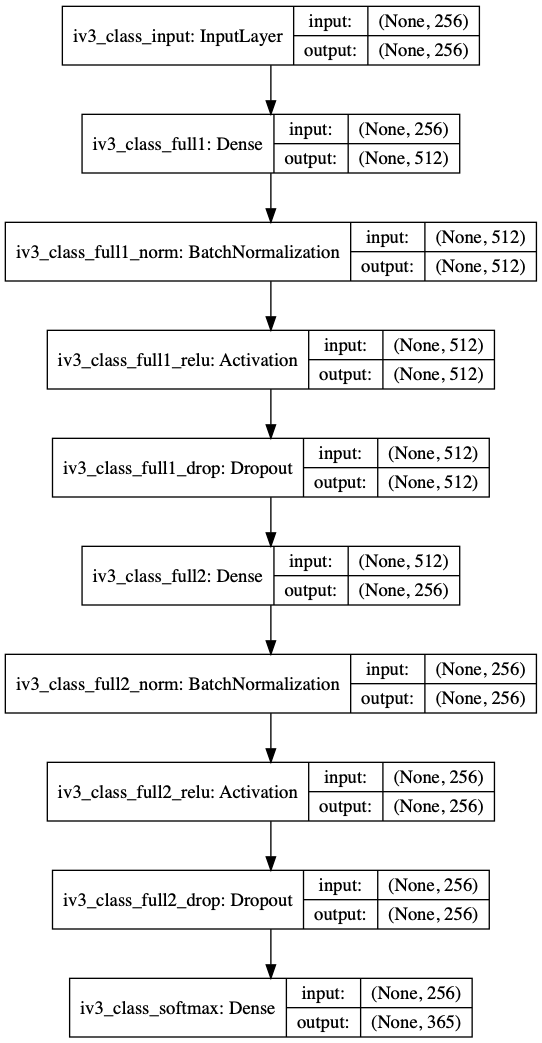 iv3_class_input: InputLayer
input: (None, 256)
output: (None, 256)
iv3_class_full1: Dense
input: (None, 256)
output: (None, 512)
iv3_class_full1_norm: BatchNormalization
input: (None, 512)
output: (None, 512)
iv3_class_full1_relu: Activation
input: (None, 512)
output: (None, 512)
iv3_class_full1_drop: Dropout
input: (None, 512)
output: (None, 512)
iv3_class_full2: Dense
input: (None, 512)
output: (None, 256)
iv3_class_full2_norm: BatchNormalization
input: (None, 256)
output: (None, 256)
iv3_class_full2_relu: Activation
input: (None, 256)
output: (None, 256)
iv3_class_full2_drop: Dropout
input: (None, 256)
output: (None, 256)
iv3_class_softmax: Dense
input: (None, 256)
output: (None, 365)